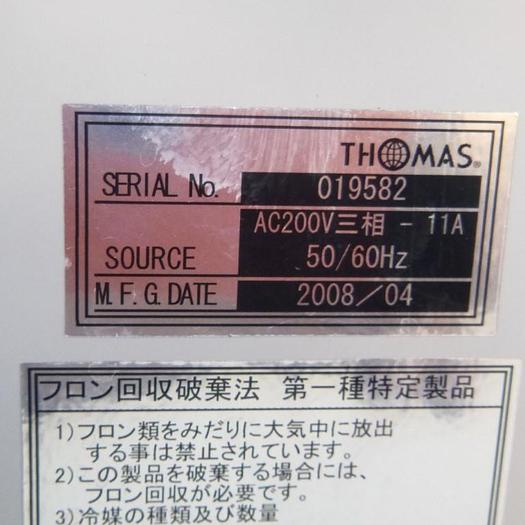 THOMAS®
SERIAL No. 019582
AC200V三相 - 11A
SOURCE 50/60Hz
M.F.G.DATE 2008/04
フロン回収破棄法 第一種特定製品
1)フロン類をみだりに大気中に放出
する事は禁止されています。
2)この製品を破棄する場合には、
フロン回収が必要です。
3)冷媒の種類及び数量